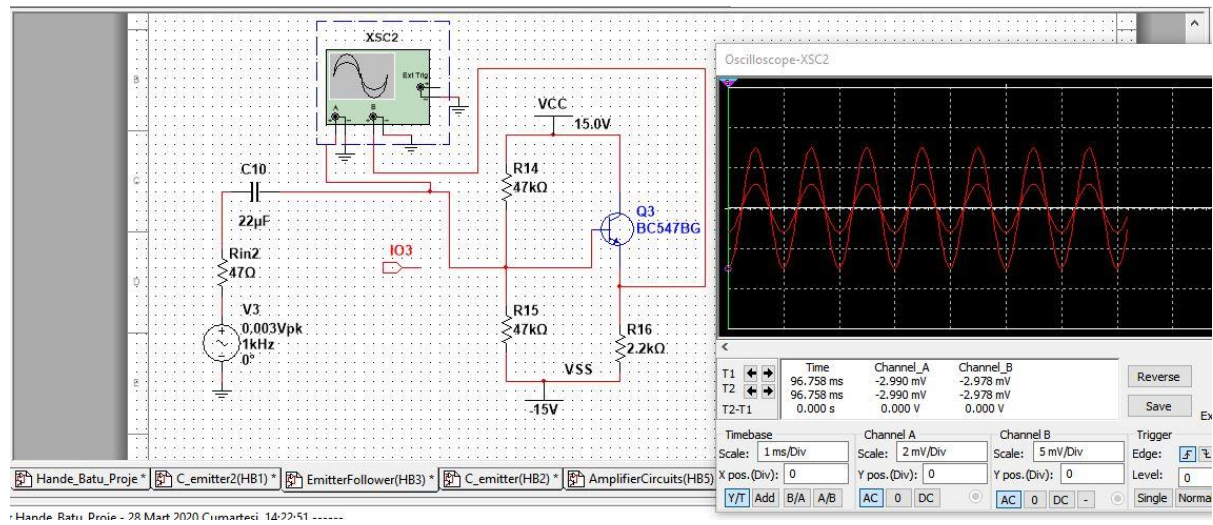 XSC2
Ext Trig
A
B
VCC
15.0V
C10
22µF
R14
47kΩ
Q3
BC547BG
Rin2
47Ω
IO3
V3
0.003Vpk
1kHz
0°
R15
47kΩ
R16
2.2kΩ
VSS
-15V
Oscilloscope-XSC2
Time Channel_A Channel_B
T1 96.758 ms -2.990 mV -2.978 mV
T2 96.758 ms -2.990 mV -2.978 mV
T2-T1 0.000 s 0.000 V 0.000 V
Reverse
Save
Ex
Timebase
Scale: 1 ms/Div
X pos.(Div): 0
Y/T Add B/A A/B
Channel A
Scale: 2 mV/Div
Y pos.(Div): 0
AC 0 DC
Channel B
Scale: 5 mV/Div
Y pos.(Div): 0
AC 0 DC -
Trigger
Edge:
Level: 0
Single Normal
Hande_Batu_Proje * C_emitter2(HB1) * EmitterFollower(HB3) * C_emitter(HB2) * AmplifierCircuits(HB5)
Hande_Batu_Proje - 28 Mart 2020 Cumartesi, 14:22:51 ------